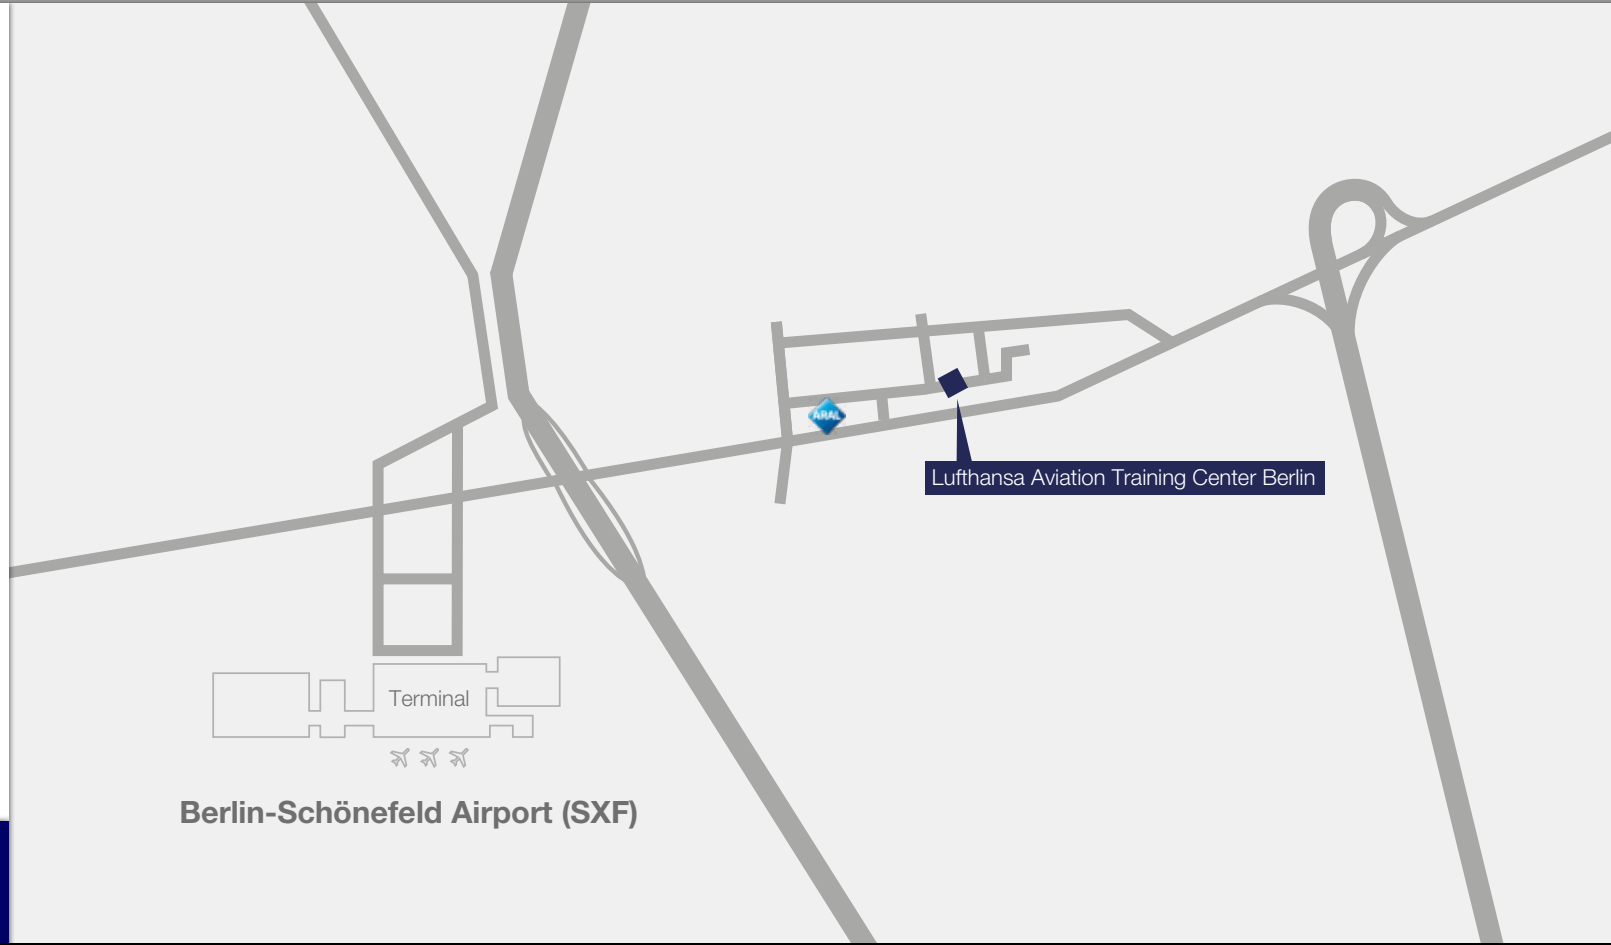 ARAL
Lufthansa Aviation Training Center Berlin
Terminal
Berlin-Schönefeld Airport (SXF)